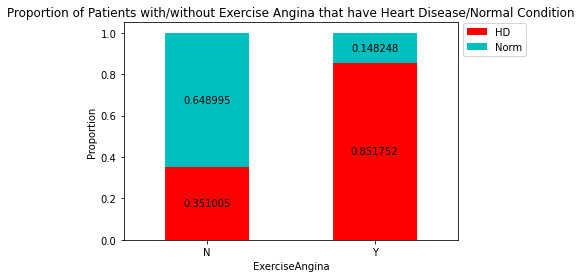 Proportion of Patients with/without Exercise Angina that have Heart Disease/Normal Condition
HD
Norm
1.0
0.8
0.6
0.4
0.2
0.0
Proportion
0.648995
0.351005
0.148248
0.851752
N
Y
ExerciseAngina